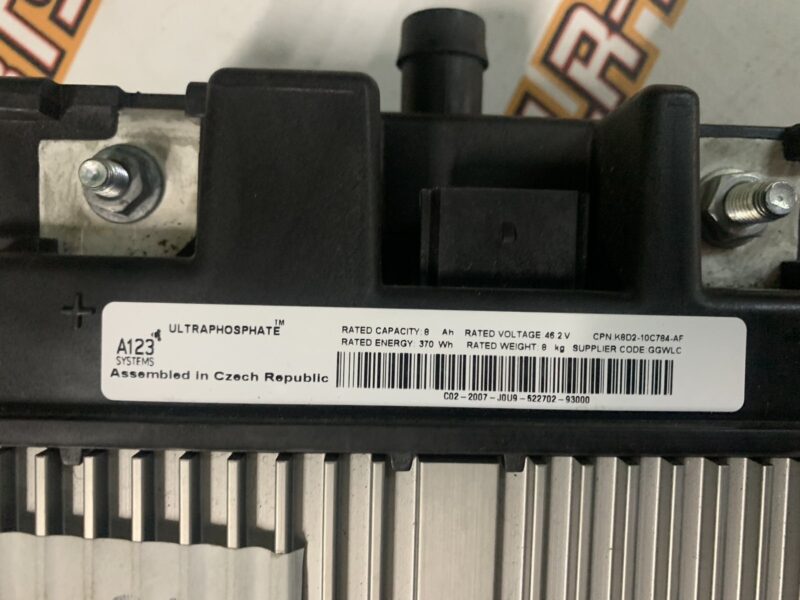 +
A123
SYSTEMS
ULTRAPHOSPHATE™
RATED CAPACITY: 8 Ah RATED VOLTAGE: 46.2 V CPN: K8D2-10C784-AF
RATED ENERGY: 370 Wh RATED WEIGHT: 8 kg SUPPLIER CODE: GGWLC
Assembled in Czech Republic
C02-2007-J0U9-522702-93000